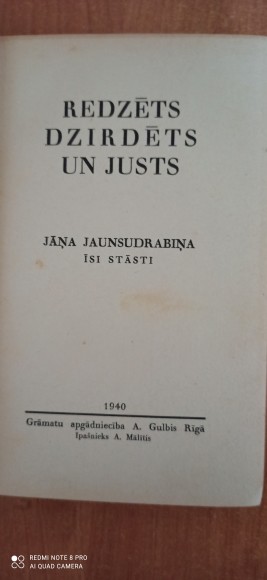 REDZĒTS
DZIRDĒTS
UN JUSTS
JĀŅA JAUNSUDRABIŅA
ĪSI STĀSTI
1940
Grāmatu apgādniecība A. Gulbis Rīgā
Īpašnieks A. Mālītis
REDMI NOTE 8 PRO
AI QUAD CAMERA